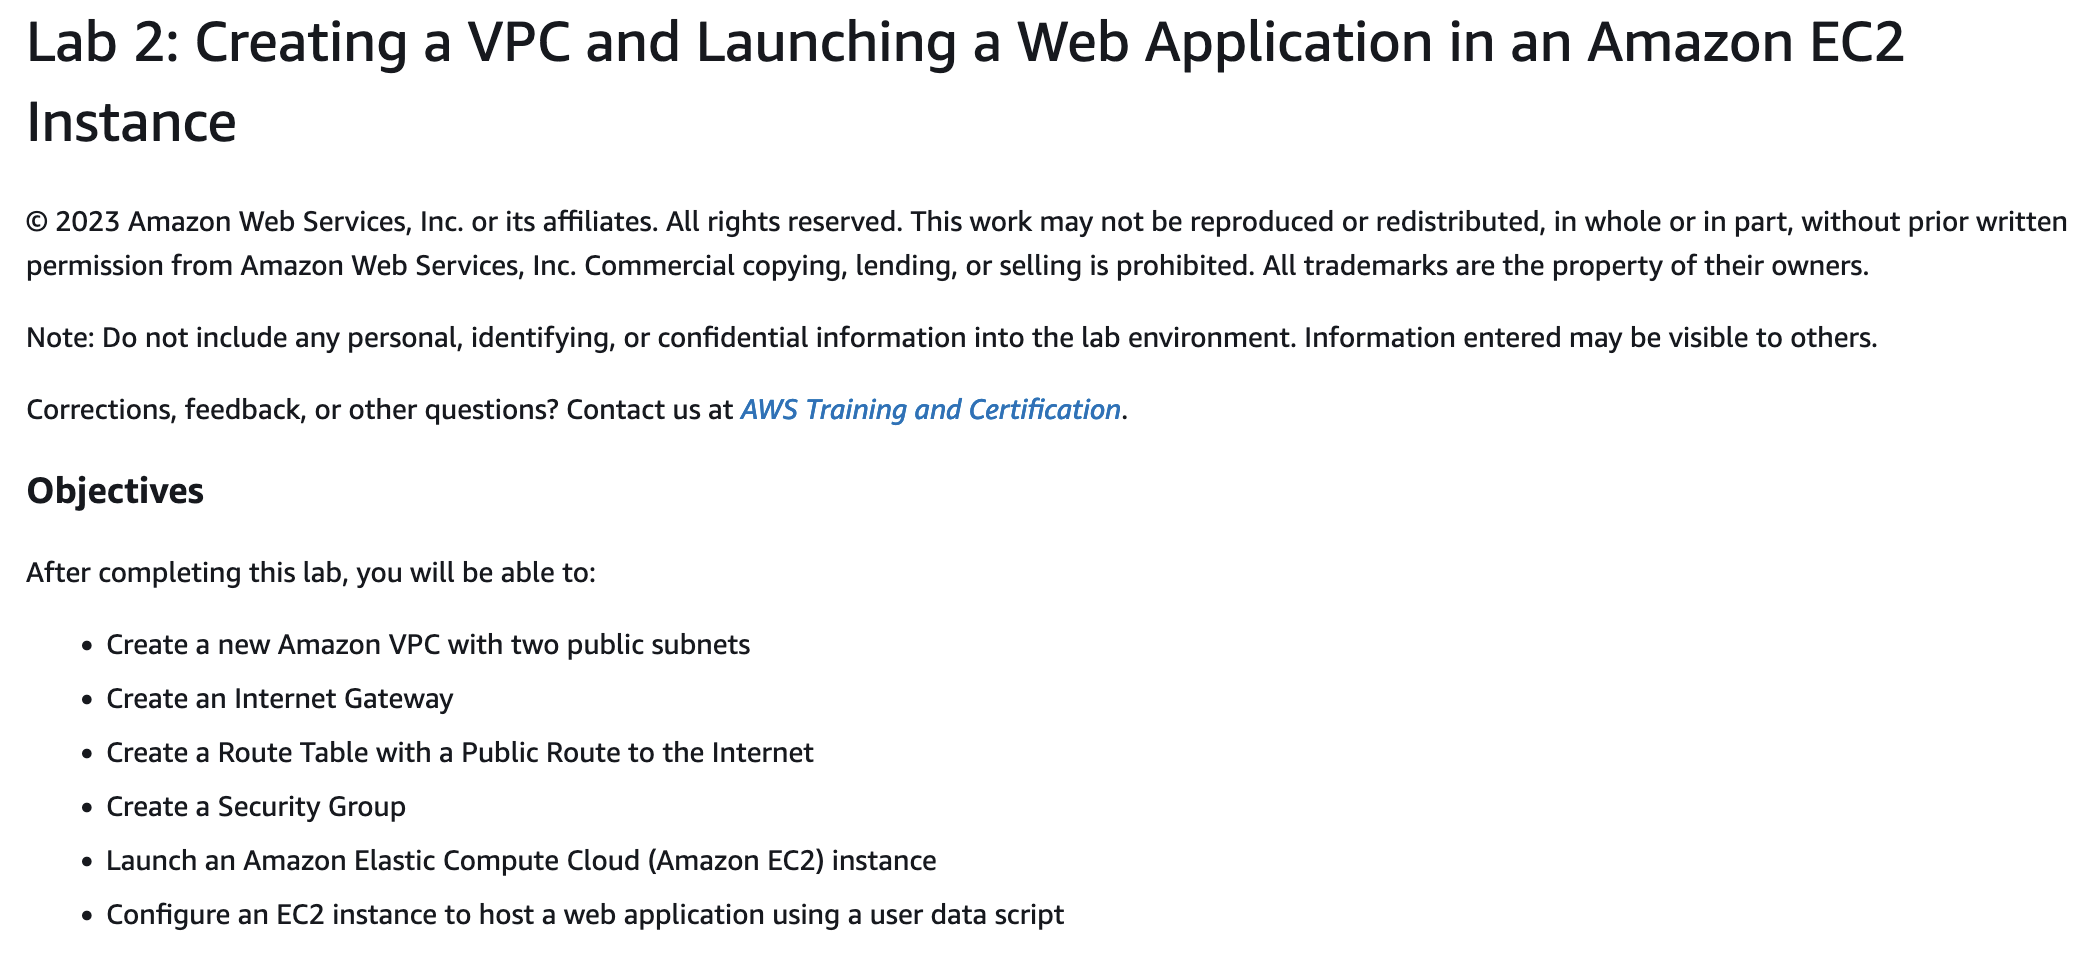 Lab 2: Creating a VPC and Launching a Web Application in an Amazon EC2
Instance
© 2023 Amazon Web Services, Inc. or its affiliates. All rights reserved. This work may not be reproduced or redistributed, in whole or in part, without prior written
permission from Amazon Web Services, Inc. Commercial copying, lending, or selling is prohibited. All trademarks are the property of their owners.
Note: Do not include any personal, identifying, or confidential information into the lab environment. Information entered may be visible to others.
Corrections, feedback, or other questions? Contact us at AWS Training and Certification.
Objectives
After completing this lab, you will be able to:
• Create a new Amazon VPC with two public subnets
• Create an Internet Gateway
• Create a Route Table with a Public Route to the Internet
• Create a Security Group
• Launch an Amazon Elastic Compute Cloud (Amazon EC2) instance
• Configure an EC2 instance to host a web application using a user data script